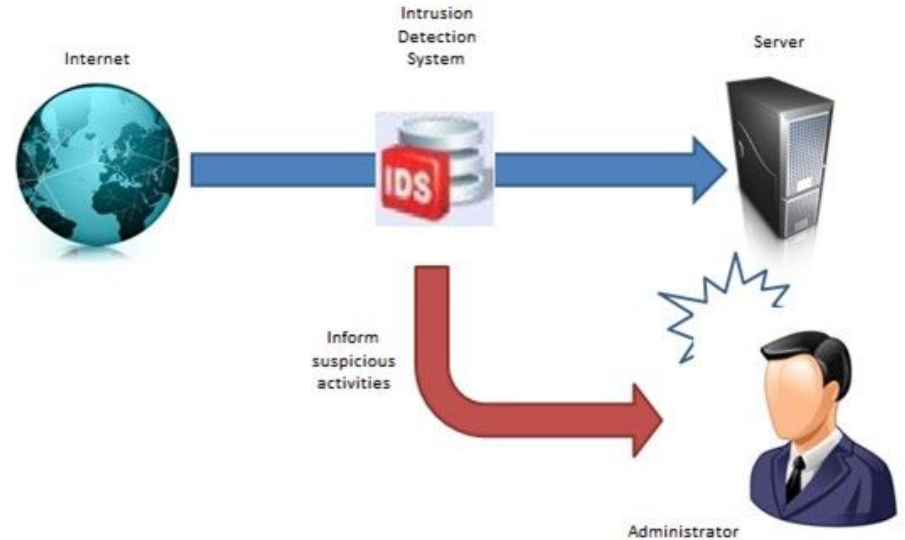 Internet
Intrusion
Detection
System
Server
IDS
Inform
suspicious
activities
Administrator